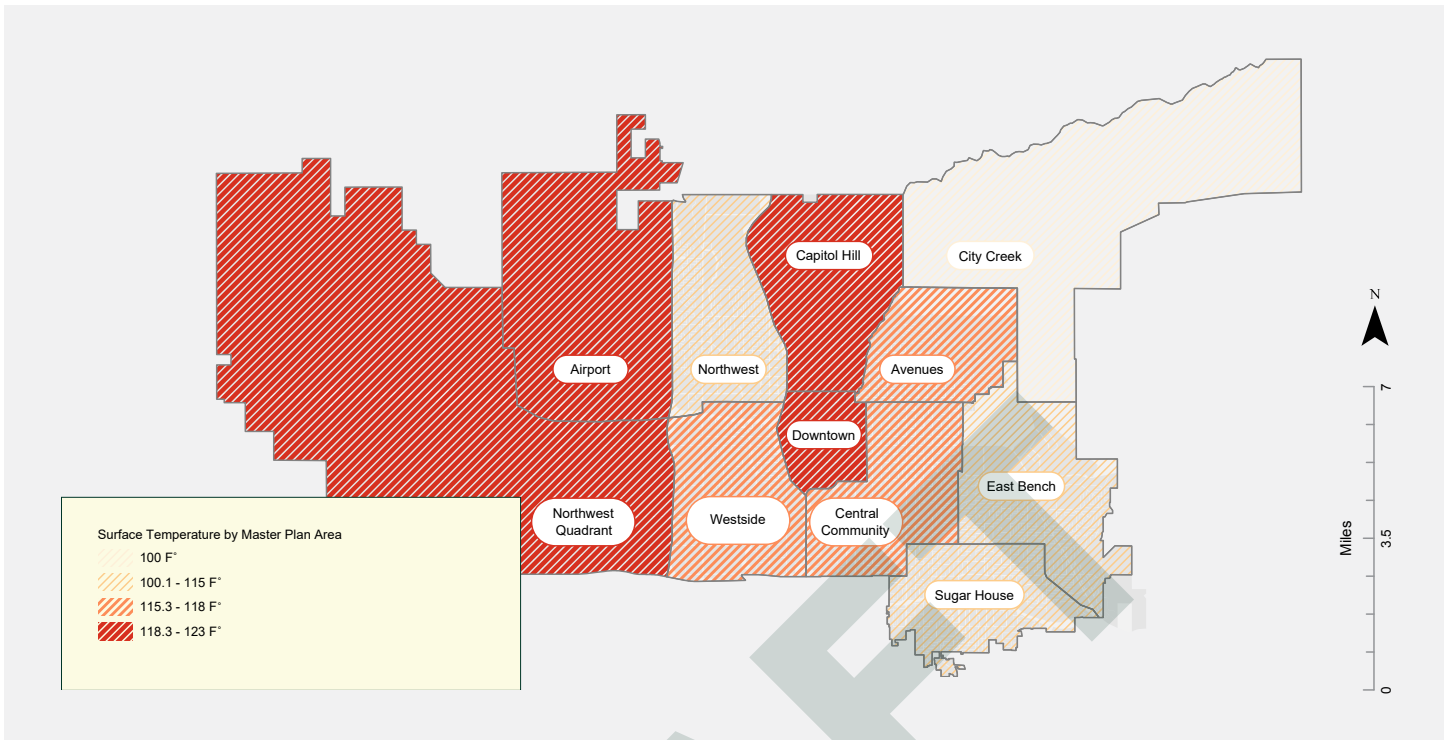 Capitol Hill
City Creek
N
Airport
Northwest
Avenues
7
Downtown
East Bench
Northwest
Quadrant
Westside
Central
Community
Miles
3.5
Surface Temperature by Master Plan Area
100 F°
100.1 - 115 F°
115.3 - 118 F°
118.3 - 123 F°
Sugar House
0